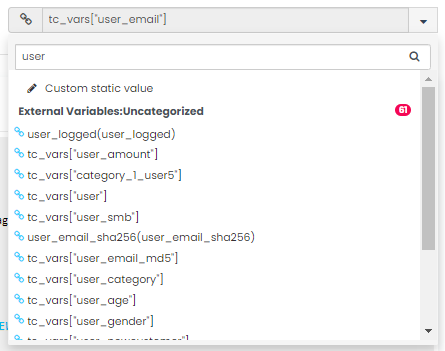 tc_vars["user_email"]
user
Custom static value
External Variables:Uncategorized 61
user_logged(user_logged)
tc_vars["user_amount"]
tc_vars["category_1_user5"]
tc_vars["user"]
tc_vars["user_smb"]
user_email_sha256(user_email_sha256)
tc_vars["user_email_md5"]
tc_vars["user_category"]
tc_vars["user_age"]
tc_vars["user_gender"]